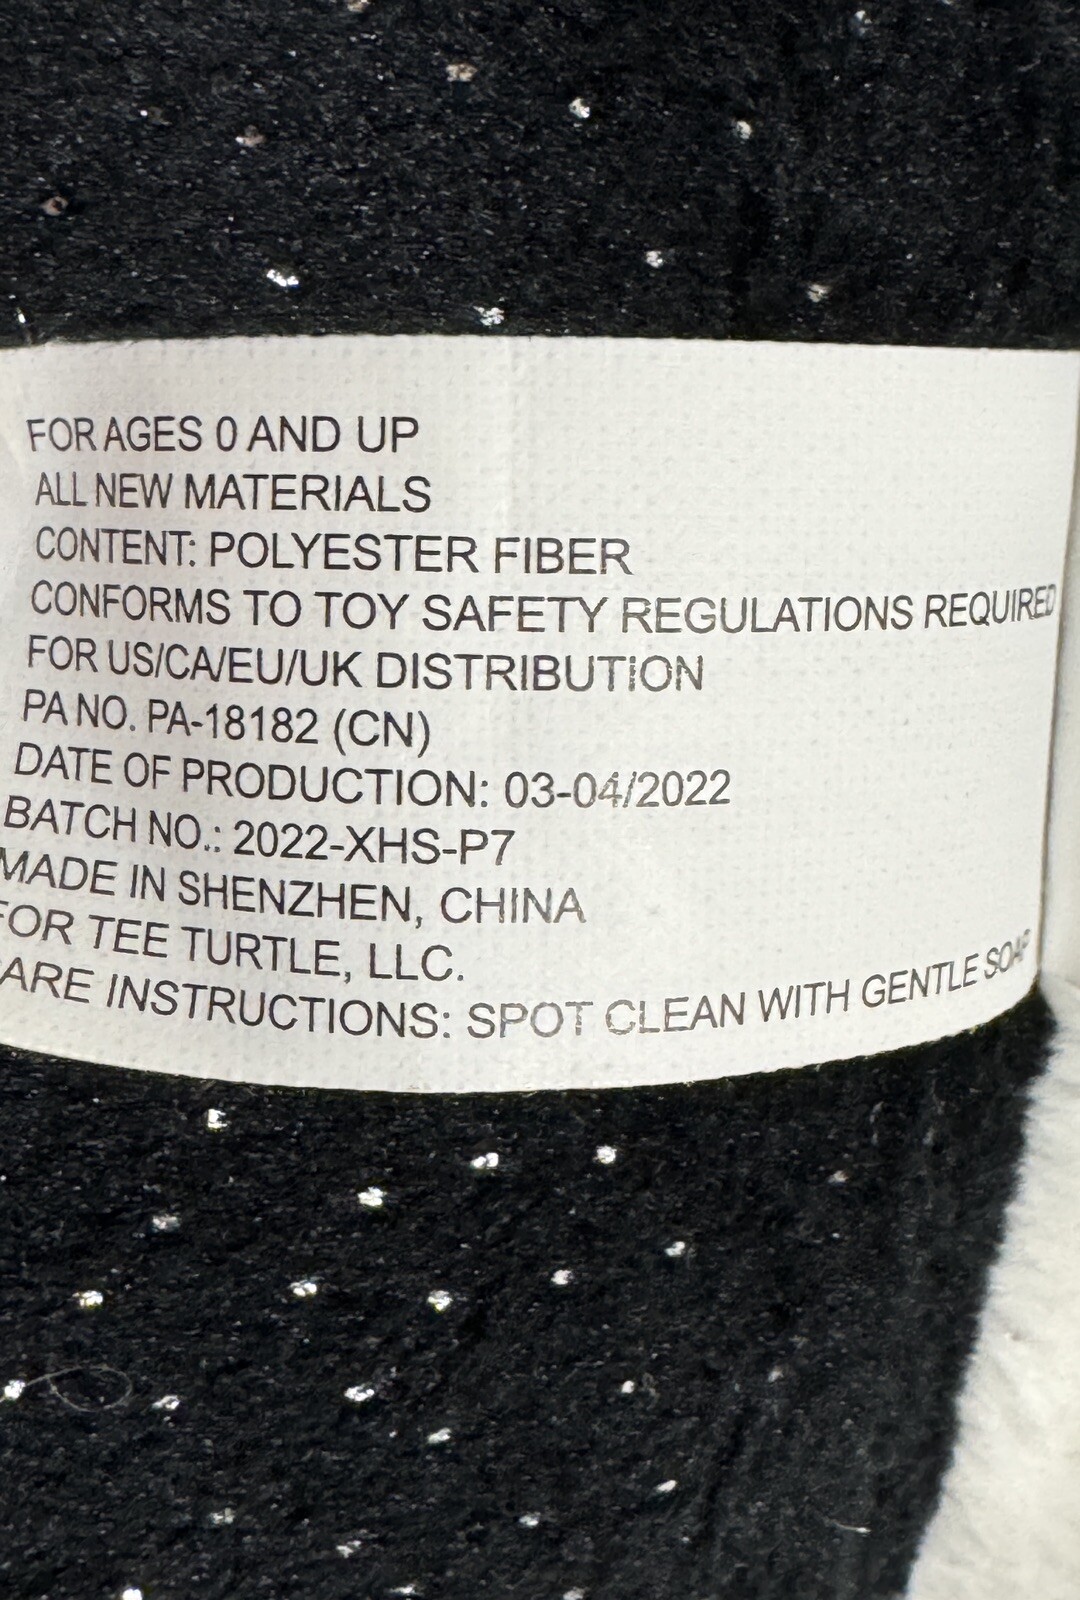 FOR AGES 0 AND UP
ALL NEW MATERIALS
CONTENT: POLYESTER FIBER
CONFORMS TO TOY SAFETY REGULATIONS REQUIRED
FOR US/CA/EU/UK DISTRIBUTION
PA NO. PA-18182 (CN)
DATE OF PRODUCTION: 03-04/2022
BATCH NO.: 2022-XHS-P7
MADE IN SHENZHEN, CHINA
FOR TEE TURTLE, LLC.
ARE INSTRUCTIONS: SPOT CLEAN WITH GENTLE SOAP